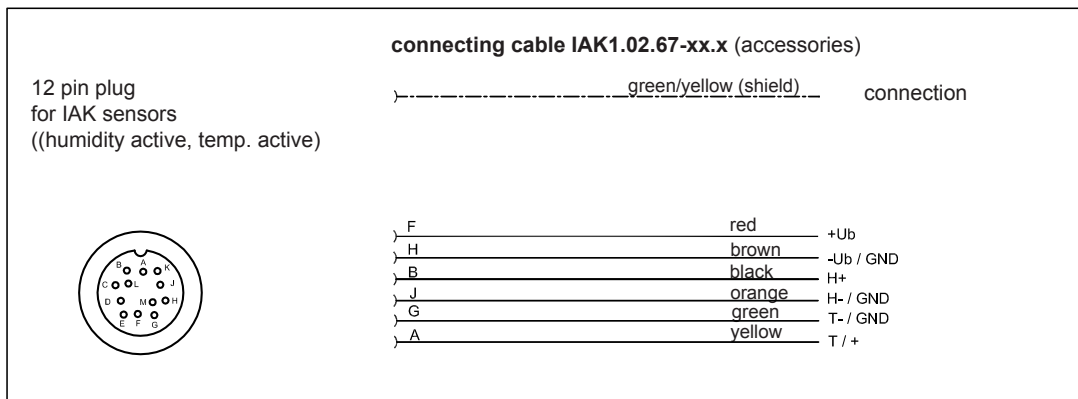 connecting cable IAK1.02.67-xx.x (accessories)
12 pin plug
for IAK sensors
((humidity active, temp. active)
green/yellow (shield)
connection
F red +Ub
H brown -Ub / GND
B black H+
J orange H- / GND
G green T- / GND
A yellow T / +
B A K
C L J
D M H
E F G